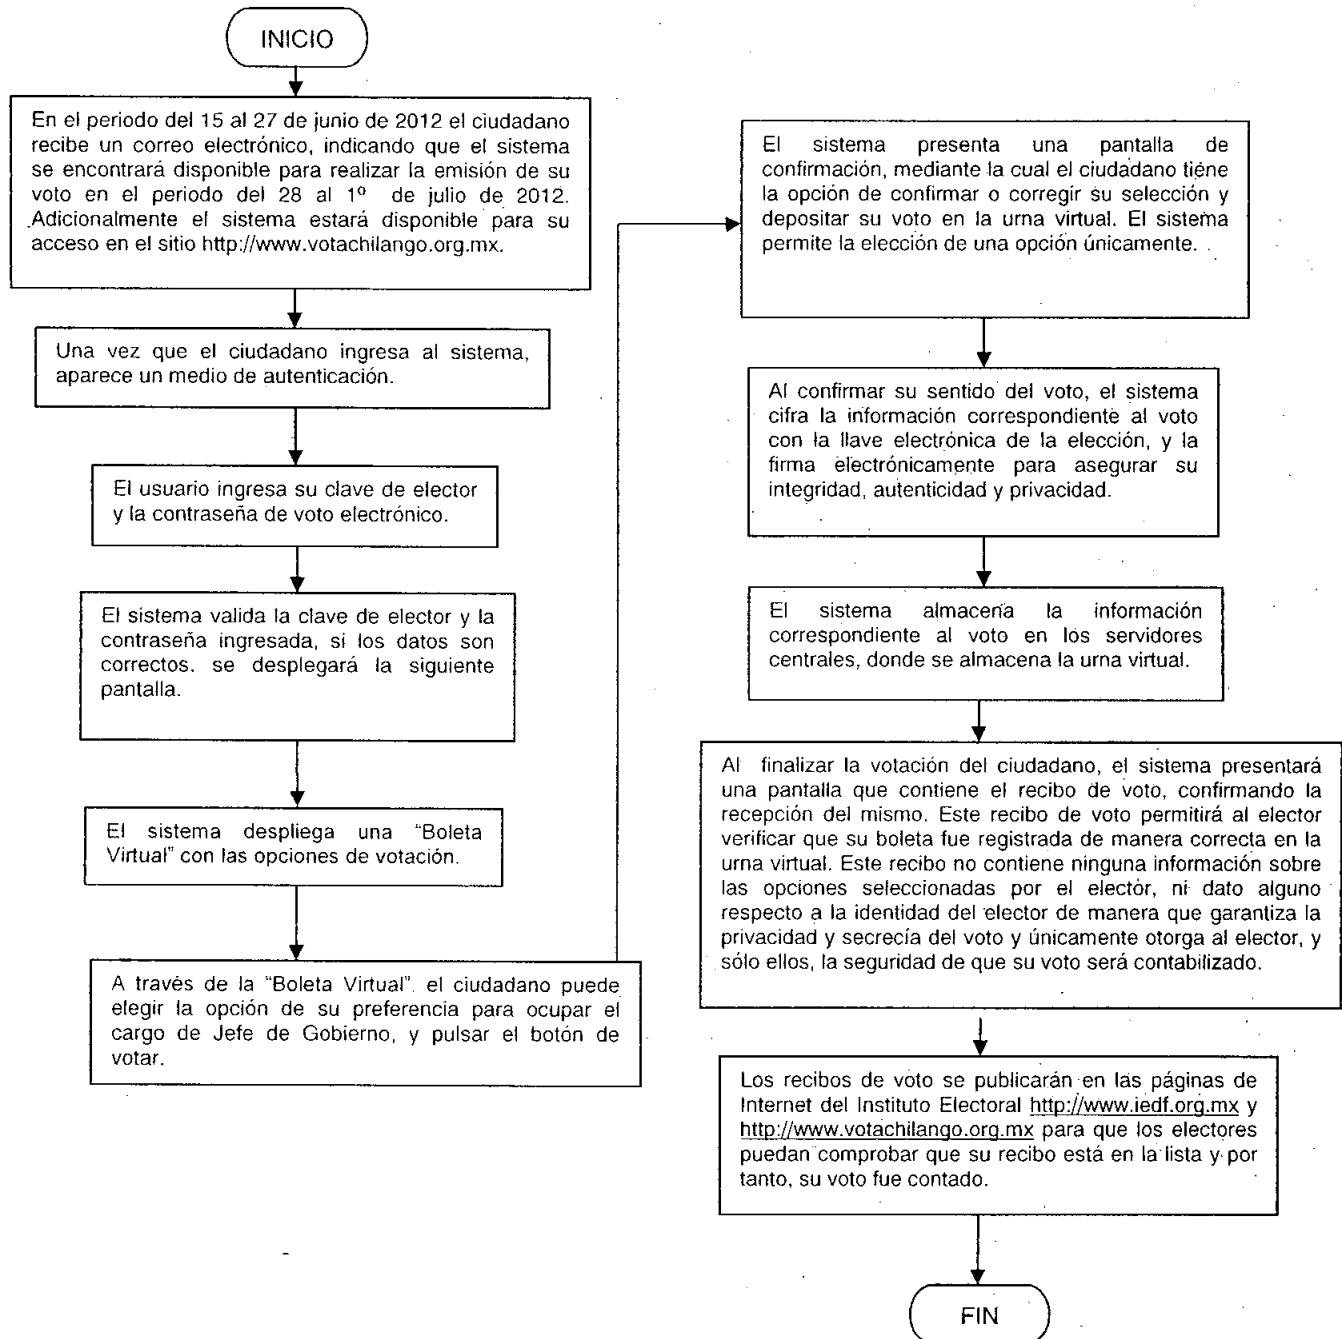 INICIO
En el periodo del 15 al 27 de junio de 2012 el ciudadano
recibe un correo electrónico, indicando que el sistema
se encontrará disponible para realizar la emisión de su
voto en el periodo del 28 al 1º de julio de 2012.
Adicionalmente el sistema estará disponible para su
acceso en el sitio http://www.votachilango.org.mx.
Una vez que el ciudadano ingresa al sistema,
aparece un medio de autenticación.
El usuario ingresa su clave de elector
y la contraseña de voto electrónico.
El sistema valida la clave de elector y la
contraseña ingresada, si los datos son
correctos. se desplegará la siguiente
pantalla.
El sistema despliega una “Boleta
Virtual” con las opciones de votación.
A través de la “Boleta Virtual”. el ciudadano puede
elegir la opción de su preferencia para ocupar el
cargo de Jefe de Gobierno, y pulsar el botón de
votar.
El sistema presenta una pantalla de
confirmación, mediante la cual el ciudadano tiene
la opción de confirmar o corregir su selección y
depositar su voto en la urna virtual. El sistema
permite la elección de una opción únicamente.
Al confirmar su sentido del voto, el sistema
cifra la información correspondiente al voto
con la llave electrónica de la elección, y la
firma electrónicamente para asegurar su
integridad, autenticidad y privacidad.
El sistema almacena la información
correspondiente al voto en los servidores
centrales, donde se almacena la urna virtual.
Al finalizar la votación del ciudadano, el sistema presentará
una pantalla que contiene el recibo de voto, confirmando la
recepción del mismo. Este recibo de voto permitirá al elector
verificar que su boleta fue registrada de manera correcta en la
urna virtual. Este recibo no contiene ninguna información sobre
las opciones seleccionadas por el elector, ni dato alguno
respecto a la identidad del elector de manera que garantiza la
privacidad y secrecía del voto y únicamente otorga al elector, y
sólo ellos, la seguridad de que su voto será contabilizado.
Los recibos de voto se publicarán en las páginas de
Internet del Instituto Electoral http://www.iedf.org.mx y
http://www.votachilango.org.mx para que los electores
puedan comprobar que su recibo está en la lista y por
tanto, su voto fue contado.
FIN